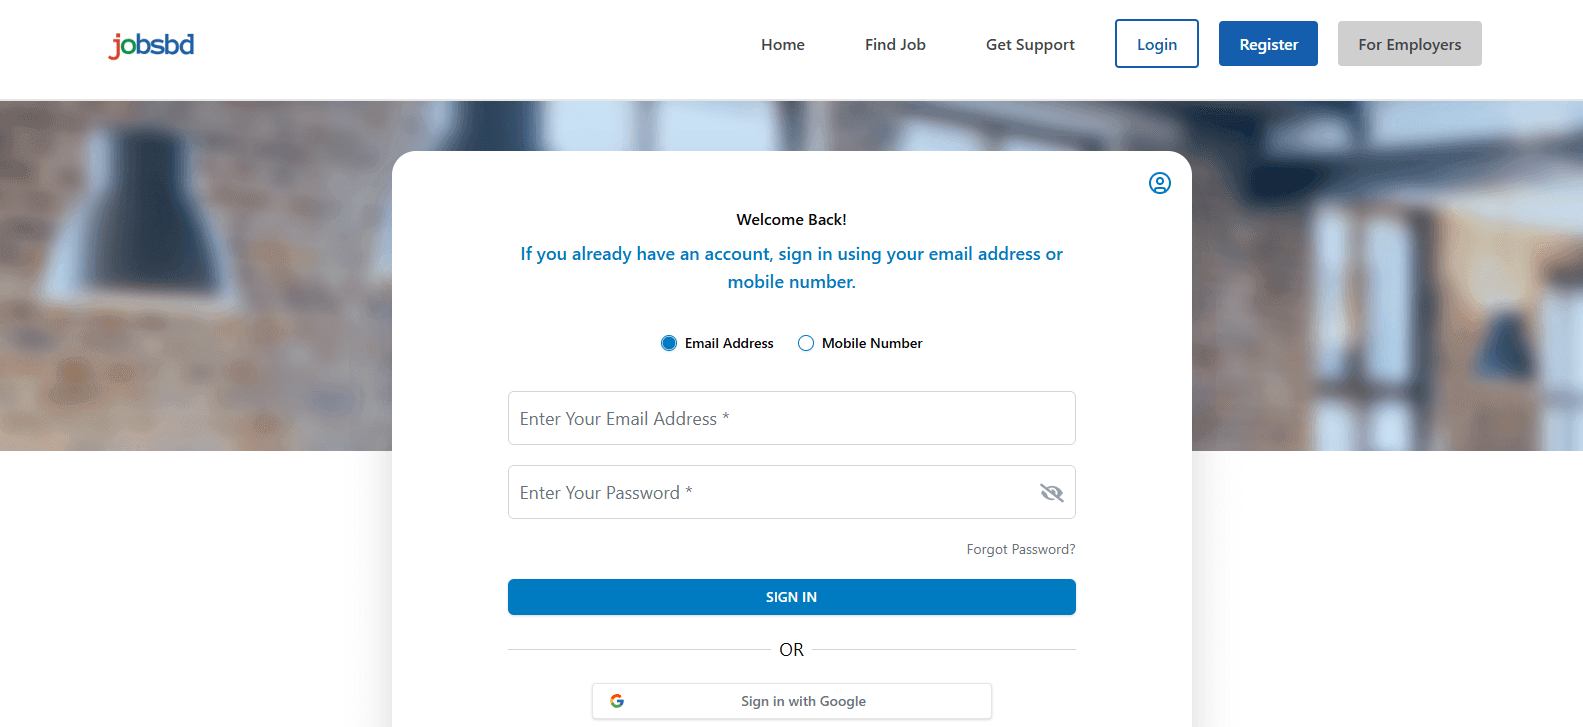 jobsbd
Home
Find Job
Get Support
Login
Register
For Employers
Welcome Back!
If you already have an account, sign in using your email address or
mobile number.
Email Address
Mobile Number
Enter Your Email Address *
Enter Your Password *
Forgot Password?
SIGN IN
OR
Sign in with Google